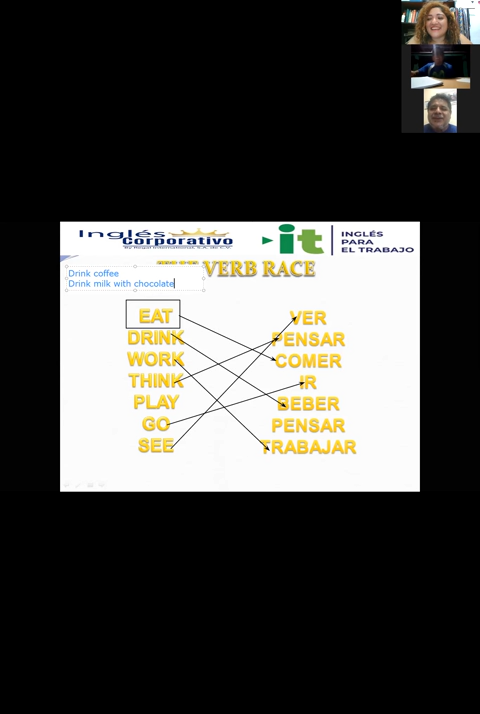 Inglés
Corporativo
it
INGLÉS
PARA
EL TRABAJO
VERB RACE
Drink coffee
Drink milk with chocolate
EAT
DRINK
WORK
THINK
PLAY
GO
SEE
VER
PENSAR
COMER
IR
BEBER
PENSAR
TRABAJAR